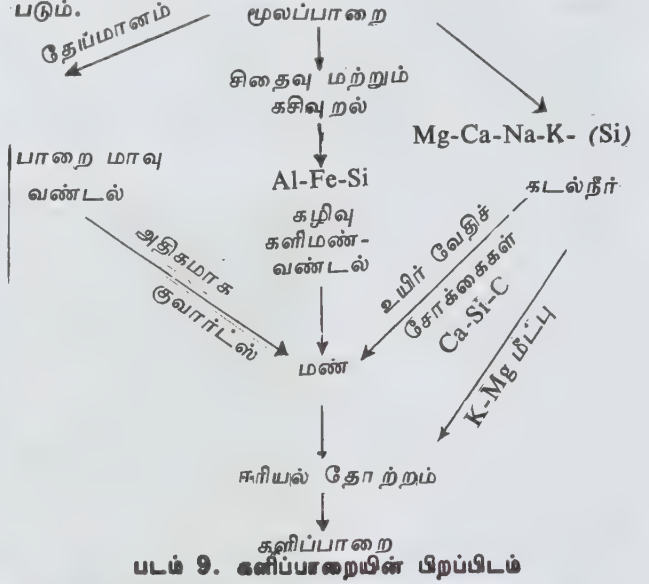 படும்.
மூலப்பாறை
தேய்மானம்
சிதைவு மற்றும்
கசிவுறல்
Mg-Ca-Na-K- (Si)
கடல்நீர்
பாறை மாவு
வண்டல்
Al-Fe-Si
கழிவு
களிமண்-
வண்டல்
அதிகமாக
குவார்ட்ஸ்
உயிர் வேதிச்
சோக்கைகள்
Ca-Si-C
K-Mg மீட்பு
மண்
ஈரியல் தோற்றம்
களிப்பாறை
படம் 9. களிப்பாறையின் பிறப்பிடம்